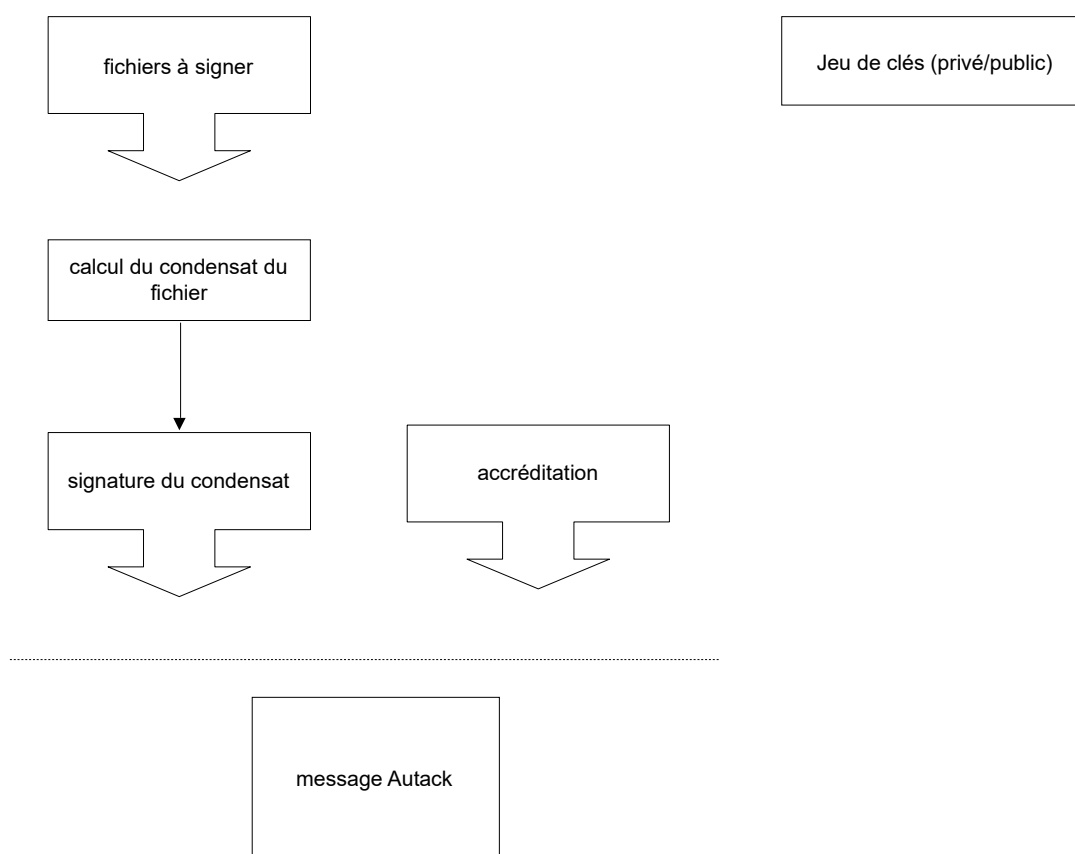 fichiers à signer
Jeu de clés (privé/public)
calcul du condensat du
fichier
signature du condensat
accréditation
message Autack